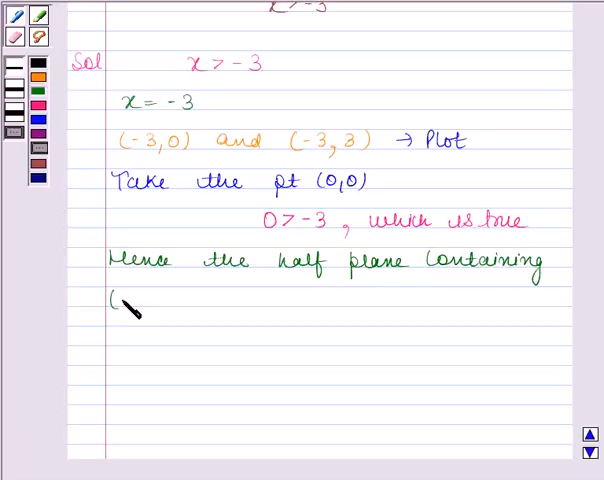 x > -3
Sol x > -3
x = -3
(-3,0) and (-3,3) → Plot
Take the pt (0,0)
0 > -3, which is true
Hence the half plane containing
(